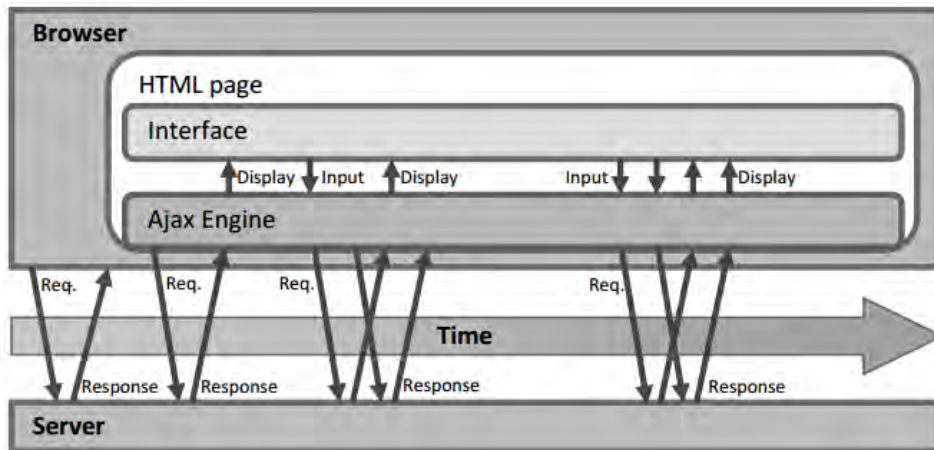 Browser
HTML page
Interface
Display Input Display Input Display
Ajax Engine
Req. Req. Req. Req.
Time
Response Response Response Response
Server